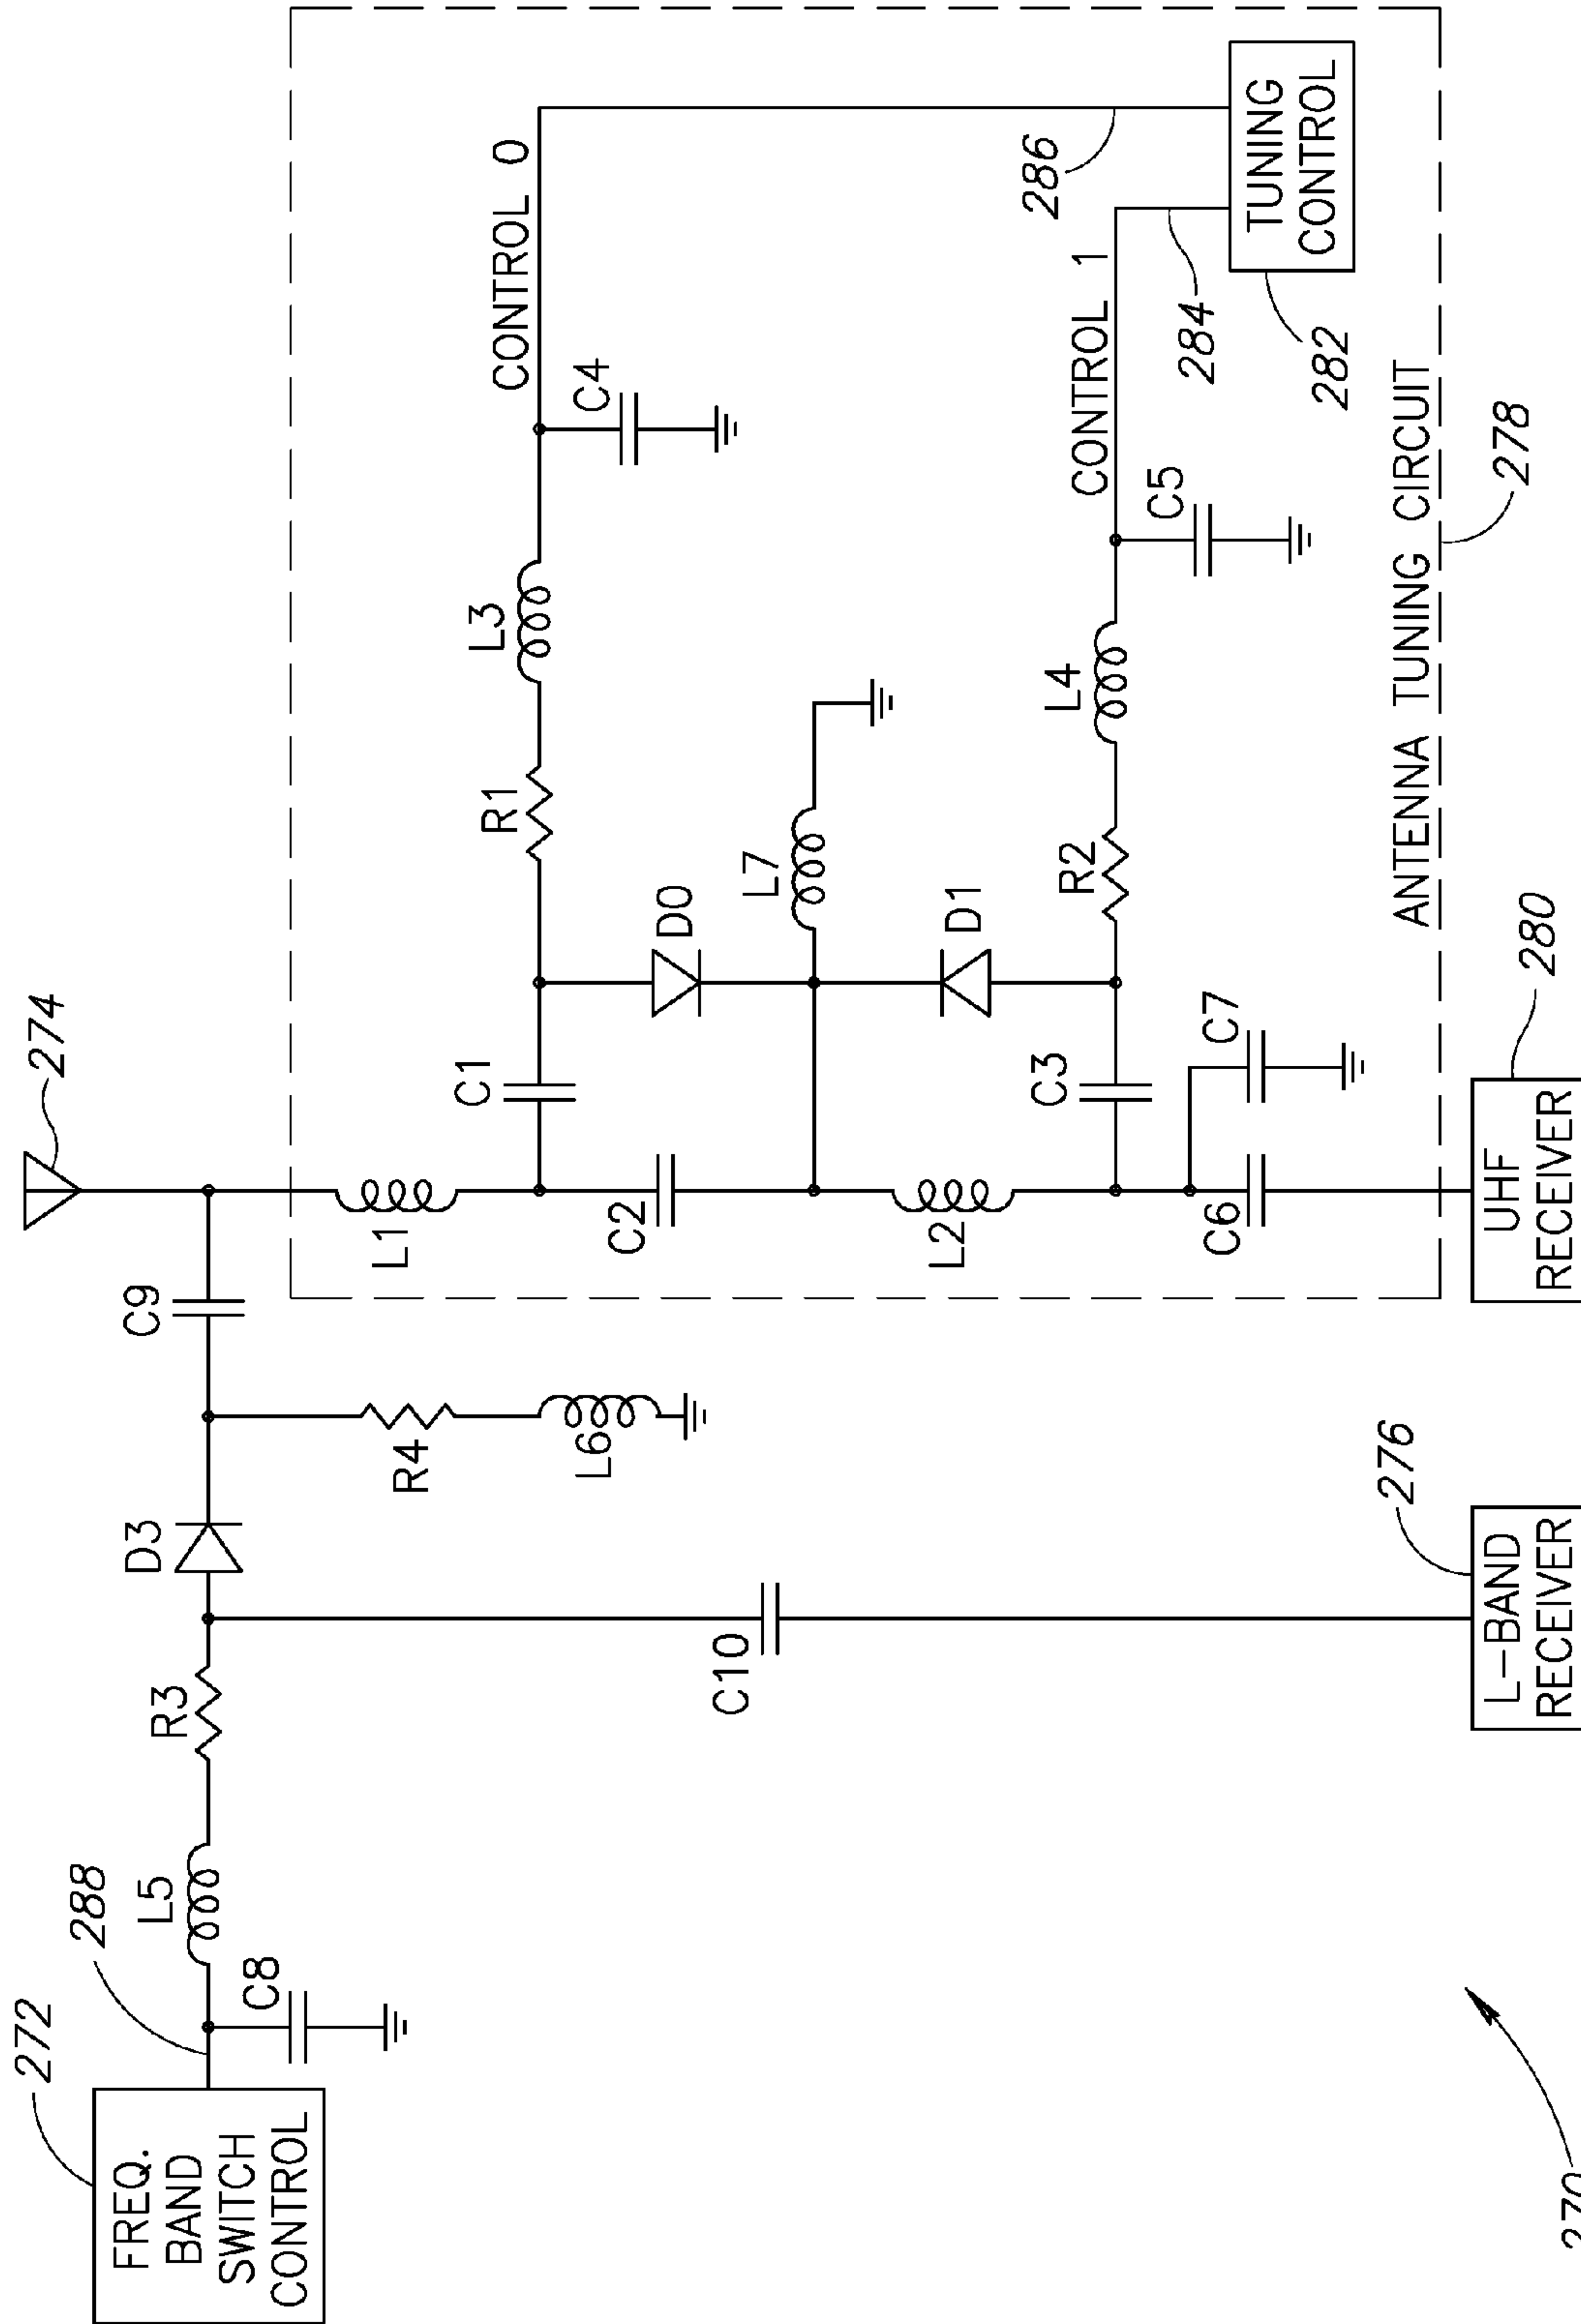 272
FREQ.
BAND
SWITCH
CONTROL
288
L5
C8
R3
D3
C9
R4
L6
C10
L-BAND
RECEIVER
276
274
L1
C1
C2
L2
C3
C6
C7
UHF
RECEIVER
280
D0
D1
L7
R1
R2
L3
L4
C4
C5
CONTROL 0
CONTROL 1
286
284
282
TUNING
CONTROL
ANTENNA TUNING CIRCUIT
278
270